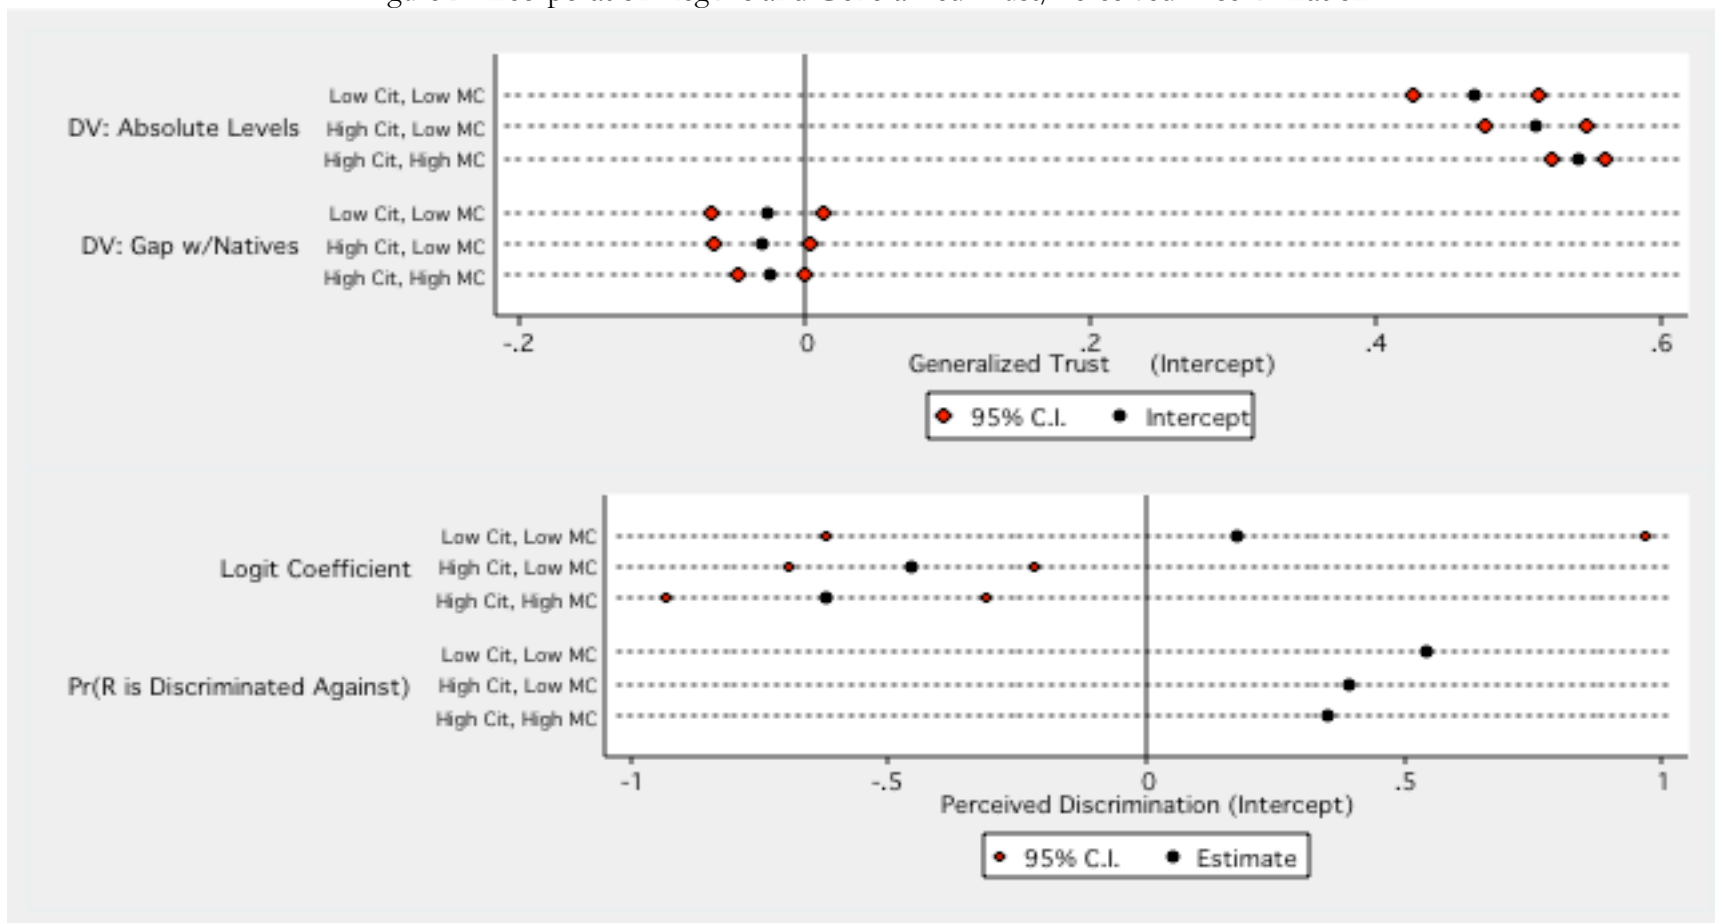 and
DV: Absolute Levels
Low Cit, Low MC
High Cit, Low MC
High Cit, High MC
DV: Gap w/Natives
Low Cit, Low MC
High Cit, Low MC
High Cit, High MC
-.2 0 .2 .4 .6
Generalized Trust (Intercept)
95% C.I. Intercept
Logit Coefficient
Low Cit, Low MC
High Cit, Low MC
High Cit, High MC
Pr(R is Discriminated Against)
Low Cit, Low MC
High Cit, Low MC
High Cit, High MC
-1 -.5 0 .5 1
Perceived Discrimination (Intercept)
95% C.I. Estimate